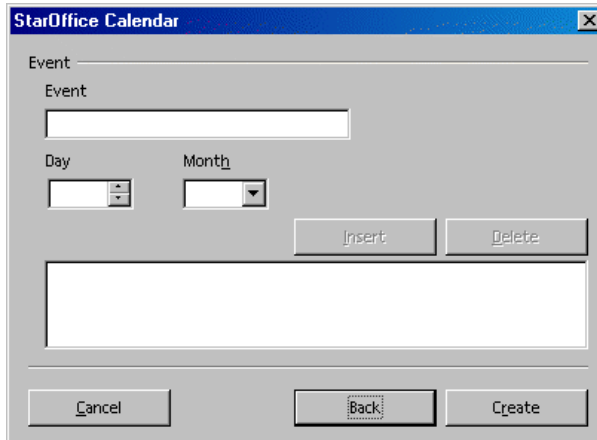 StarOffice Calendar
Event
Event
Day Month
Insert Delete
Cancel Back Create